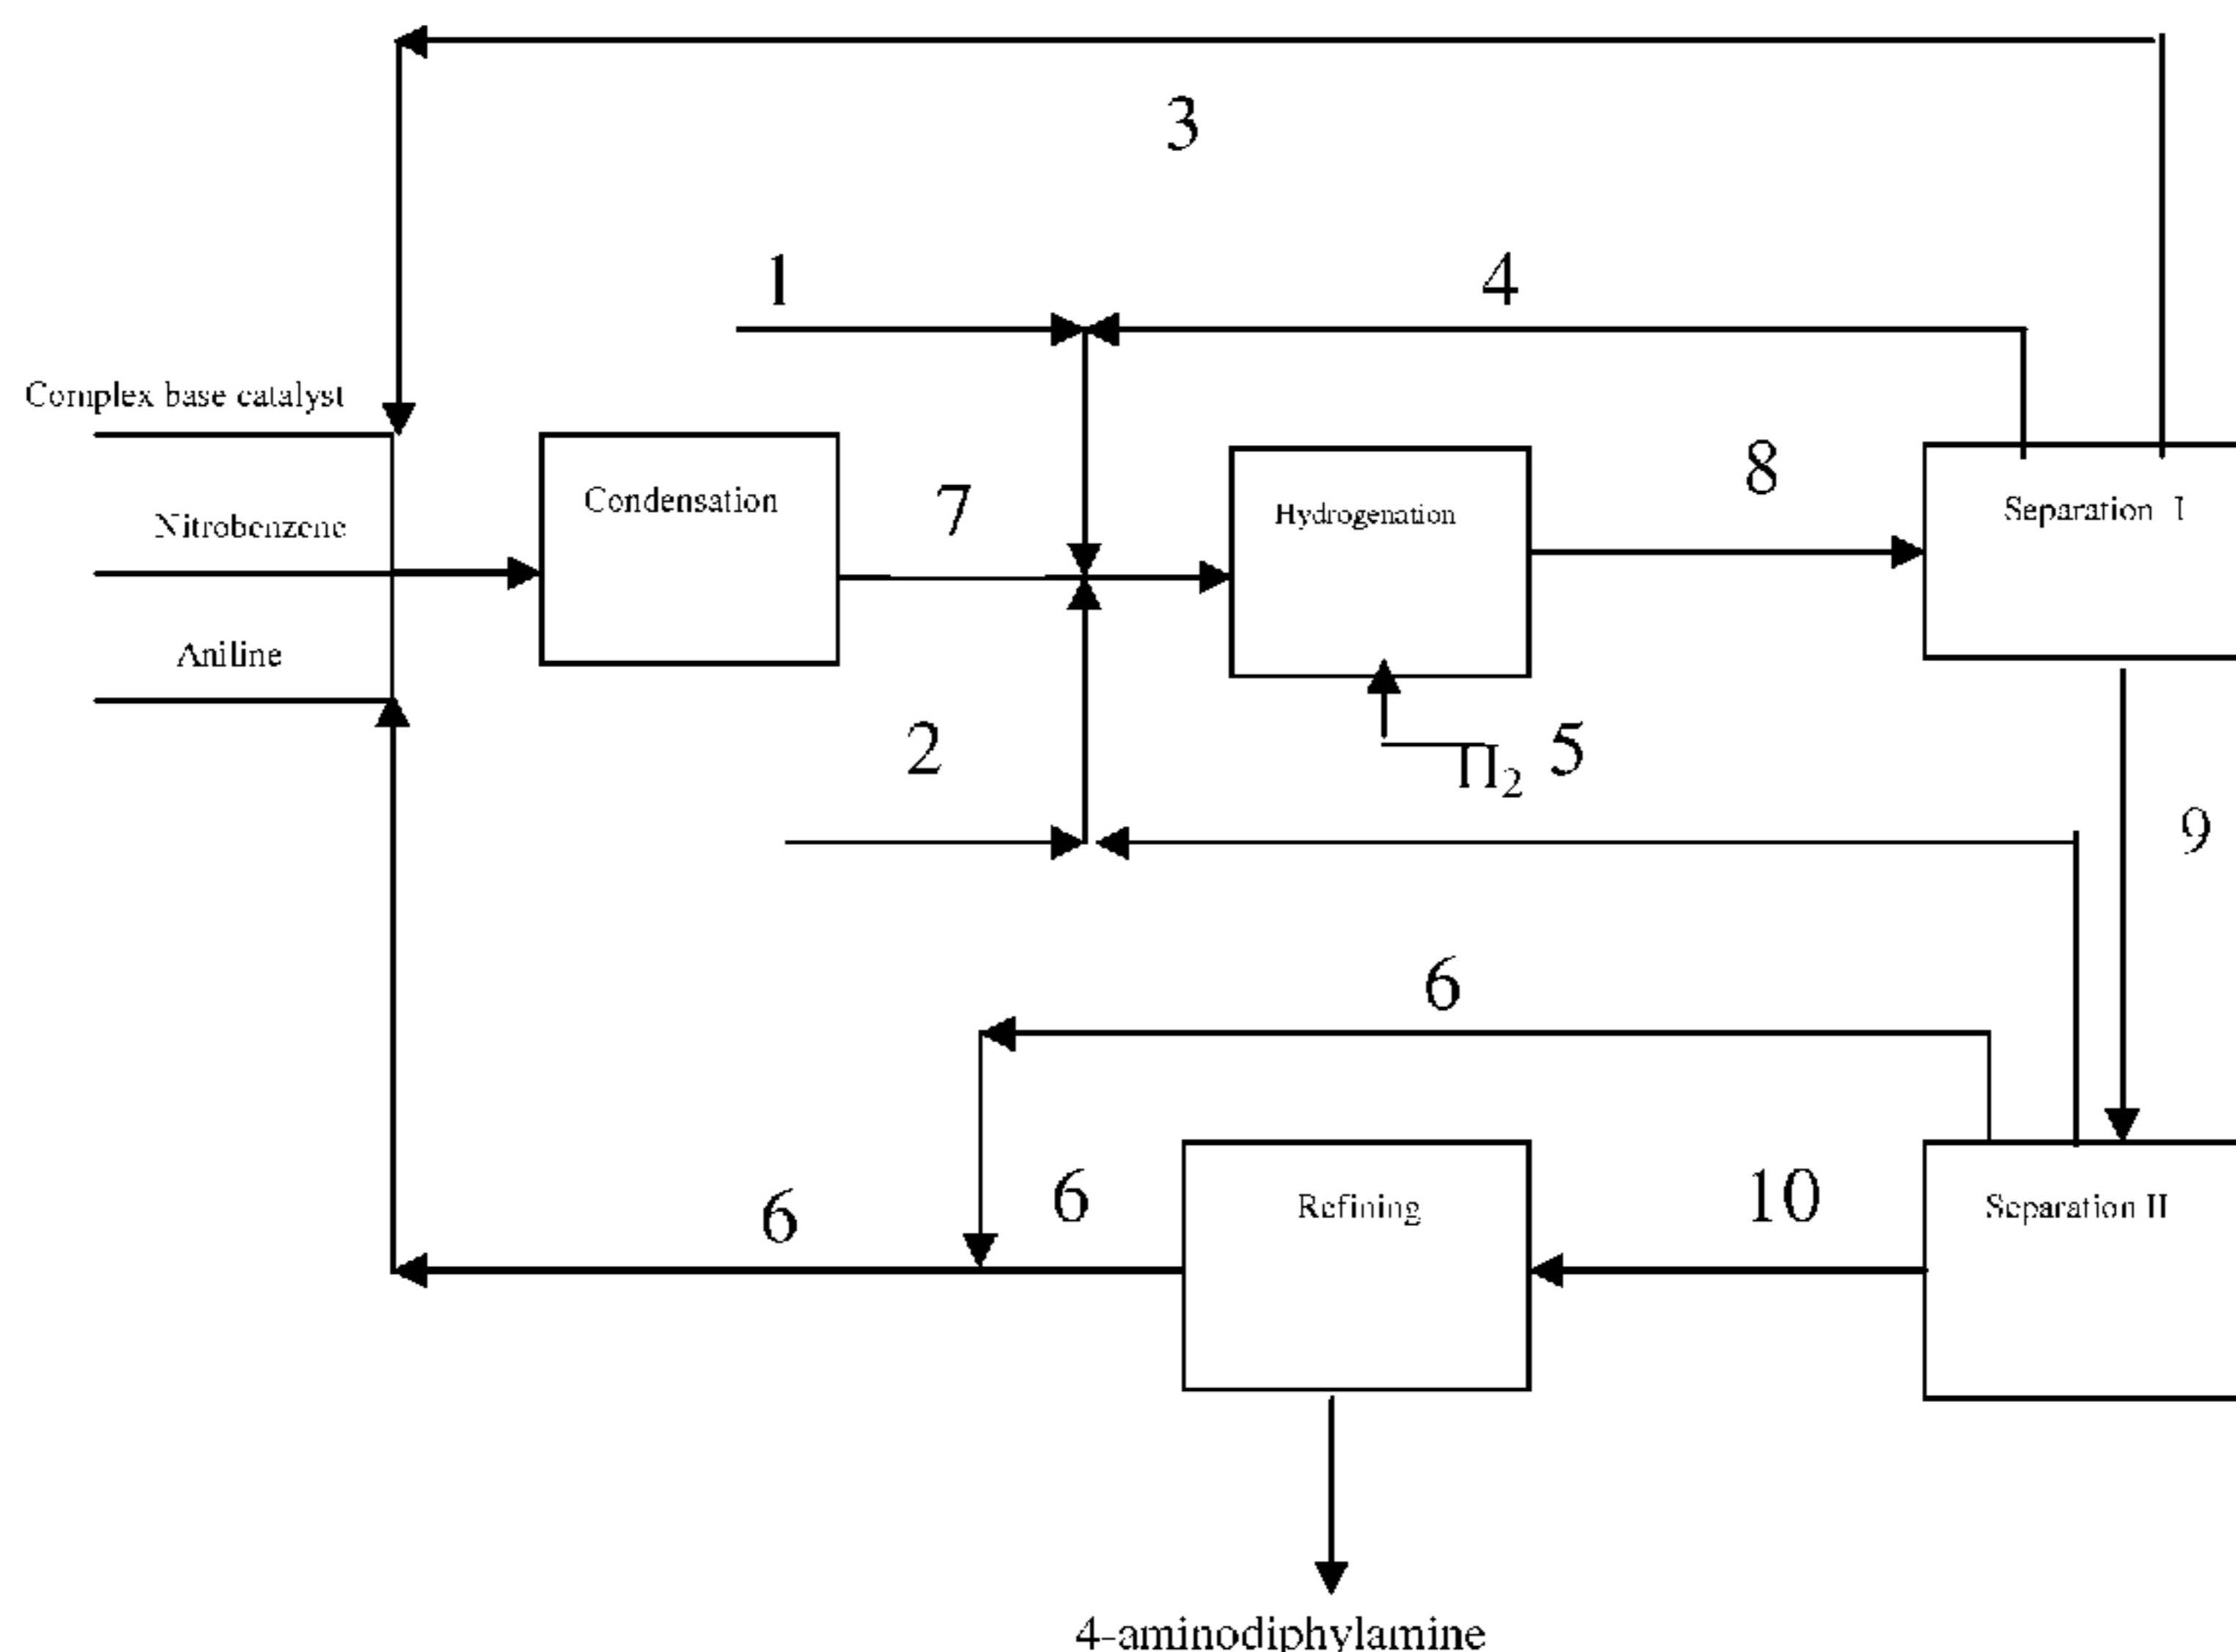 3
1
4
Complex base catalyst
Nitrobenzene
Aniline
Condensation
7
Hydrogenation
8
Separation I
2
H2 5
9
6
6
6
Refining
10
Separation II
4-aminodiphylamine